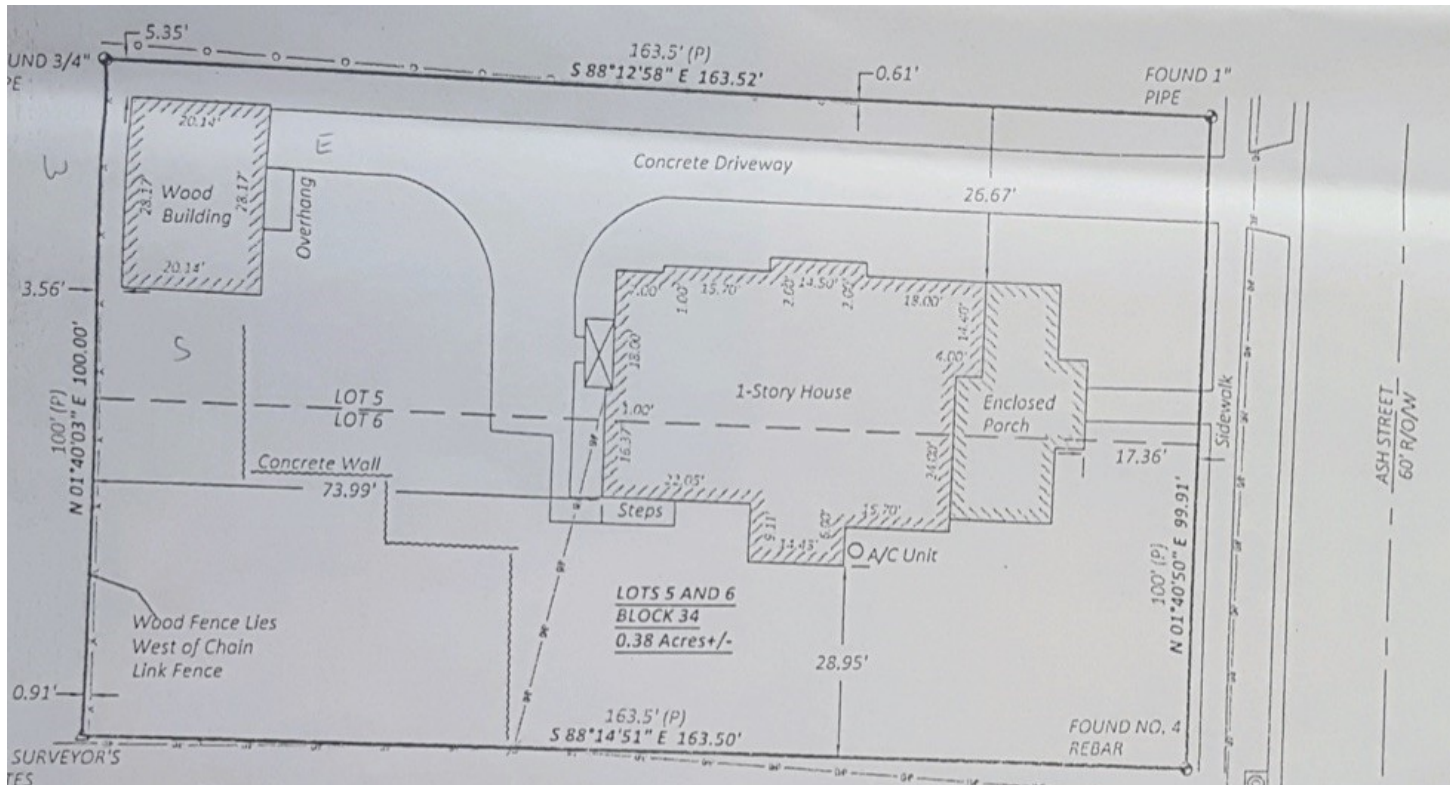 5.35'
163.5' (P)
S 88°12'58" E 163.52'
0.61'
UND 3/4"
PE
FOUND 1"
PIPE
20.14'
E
W
Concrete Driveway
26.67'
Wood
Building
28.17'
28.17'
Overhang
20.14'
3.56'
S
1.00'
15.70'
2.00'
14.50'
2.00'
18.00'
14.40'
18.00'
4.00'
1-Story House
Enclosed
Porch
LOT 5
LOT 6
1.00'
16.37'
24.00'
17.36'
Sidewalk
ASH STREET
60' R/O/W
100' (P)
N 01°40'03" E 100.00'
Concrete Wall
73.99'
22.05'
Steps
9.11'
14.43'
6.00'
15.70'
A/C Unit
LOTS 5 AND 6
BLOCK 34
0.38 Acres+/-
100' (P)
N 01°40'50" E 99.91'
Wood Fence Lies
West of Chain
Link Fence
28.95'
0.91'
163.5' (P)
S 88°14'51" E 163.50'
FOUND NO. 4
REBAR
SURVEYOR'S
TES